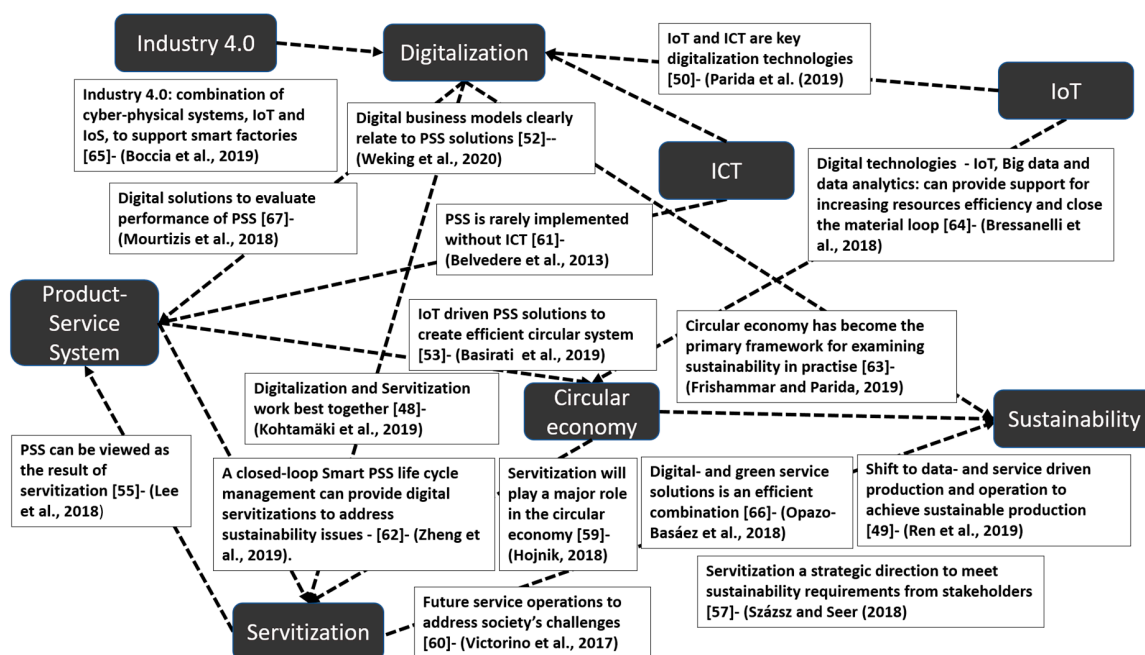 Industry 4.0
Digitalization
IoT and ICT are key
digitalization technologies
[50]- (Parida et al. (2019)
IoT
Industry 4.0: combination of
cyber-physical systems, IoT and
IoS, to support smart factories
[65]- (Boccia et al., 2019)
Digital business models clearly
relate to PSS solutions [52]--
(Weking et al., 2020)
ICT
Digital technologies  - IoT, Big data and
data analytics: can provide support for
increasing resources efficiency and close
the material loop [64]- (Bressanelli et
al., 2018)
Digital solutions to evaluate
performance of PSS [67]-
(Mourtizis et al., 2018)
PSS is rarely implemented
without ICT [61]-
(Belvedere et al., 2013)
Product-
Service
System
IoT driven PSS solutions to
create efficient circular system
[53]- (Basirati  et al., 2019)
Circular economy has become the
primary framework for examining
sustainability in practise [63]-
(Frishammar and Parida, 2019)
Digitalization and Servitization
work best together [48]-
(Kohtamäki et al., 2019)
Circular
economy
Sustainability
PSS can be viewed as
the result of
servitization [55]- (Lee
et al., 2018)
A closed-loop Smart PSS life cycle
management can provide digital
servitizations to address
sustainability issues - [62]- (Zheng
et al., 2019).
Servitization will
play a major role
in the circular
economy [59]-
(Hojnik, 2018)
Digital- and green service
solutions is an efficient
combination [66]- (Opazo-
Basáez et al., 2018)
Shift to data- and service driven
production and operation to
achieve sustainable production
[49]- (Ren et al., 2019)
Servitization a strategic direction to meet
sustainability requirements from stakeholders
[57]- (Szász and Seer (2018)
Servitization
Future service operations to
address society's challenges
[60]- (Victorino et al., 2017)